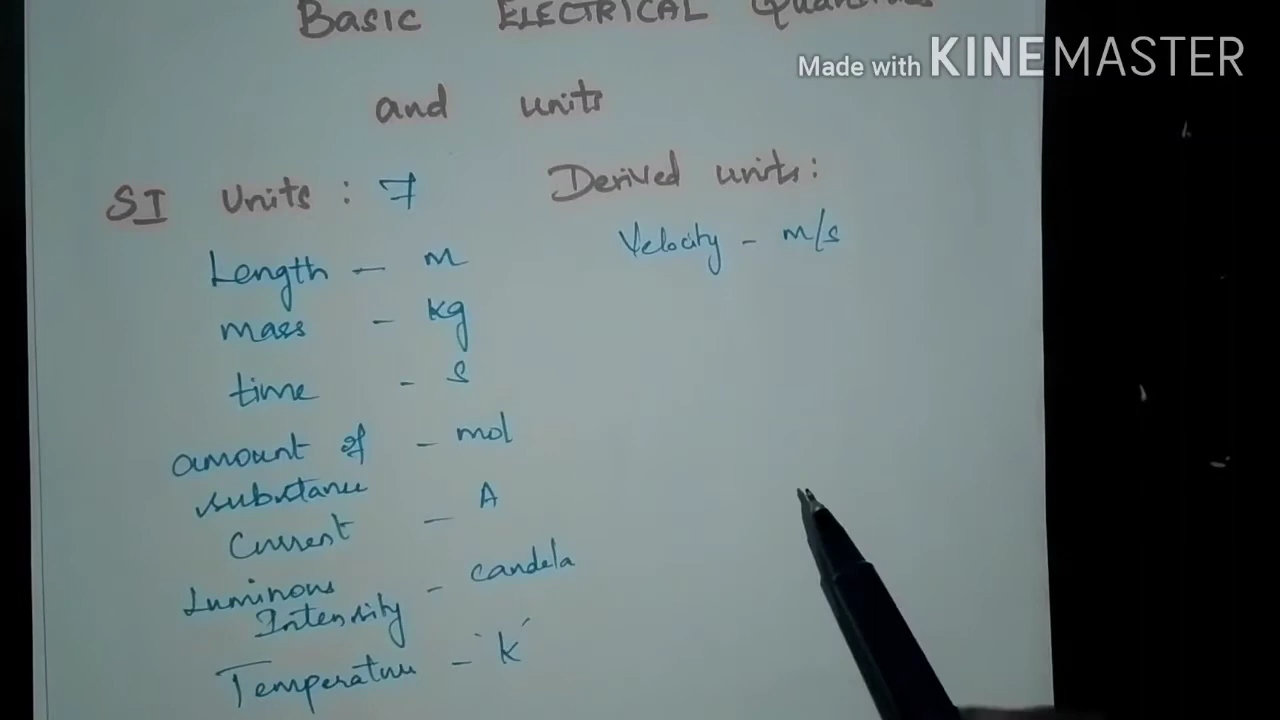 Basic ELECTRICAL Quantities
Made with KINEMASTER
and units
SI Units : 7
Length - m
mass - kg
time - s
amount of - mol
substance
Current - A
Luminous - candela
Intensity
Temperature - 'K'
Derived units:
Velocity - m/s